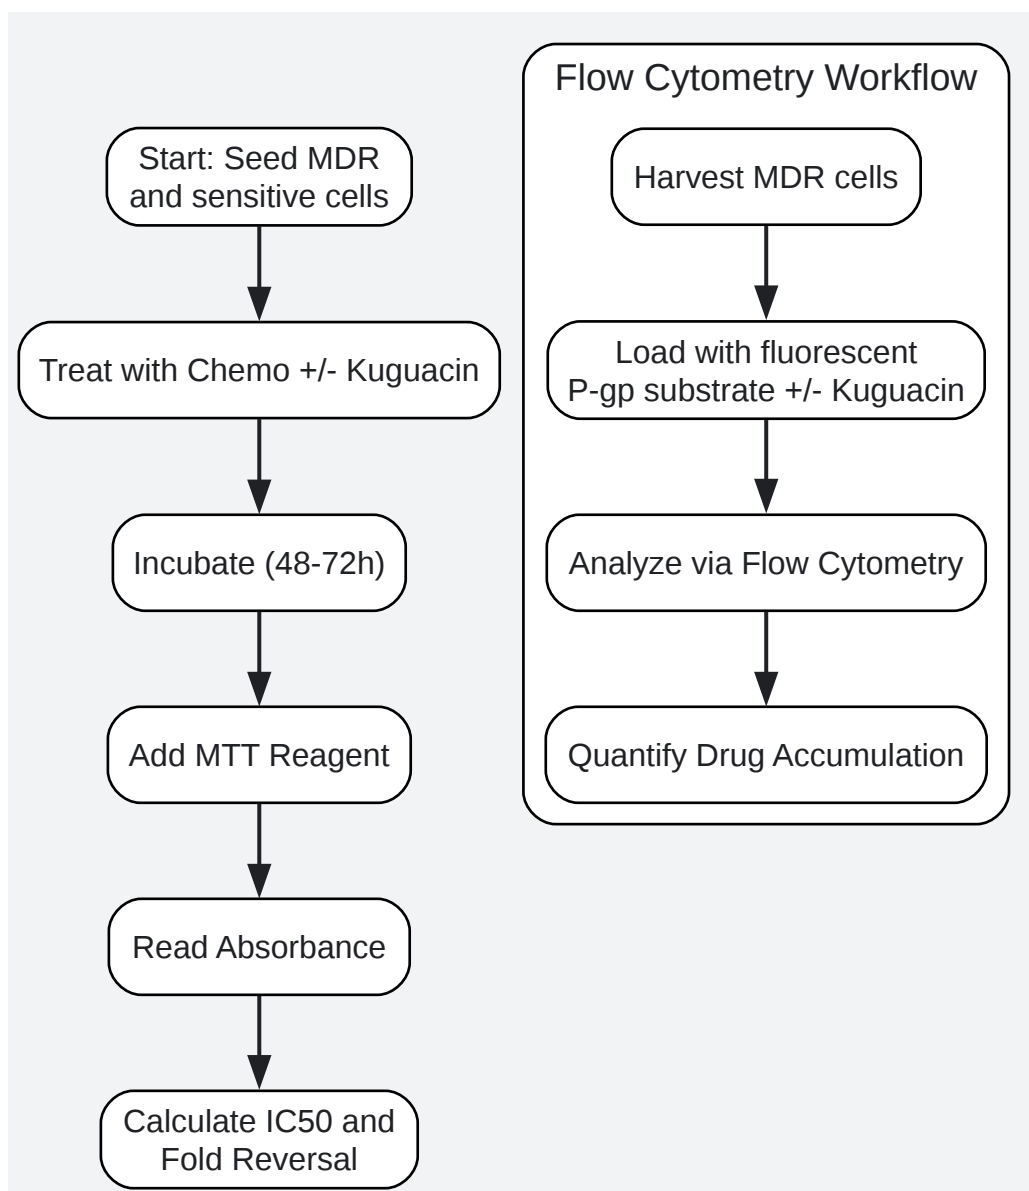 Start: Seed MDR
and sensitive cells
Treat with Chemo +/- Kuguacin
Incubate (48-72h)
Add MTT Reagent
Read Absorbance
Calculate IC50 and
Fold Reversal
Flow Cytometry Workflow
Harvest MDR cells
Load with fluorescent
P-gp substrate +/- Kuguacin
Analyze via Flow Cytometry
Quantify Drug Accumulation